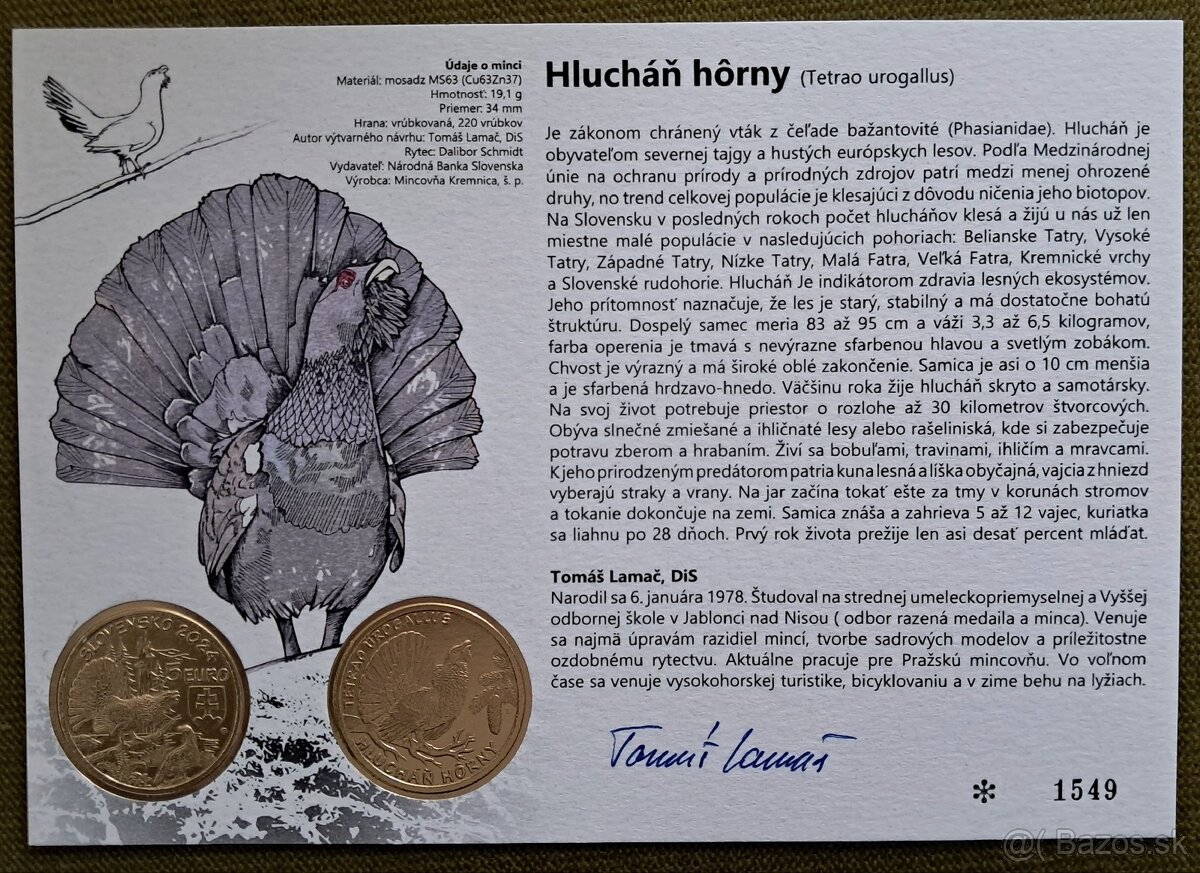 Údaje o minci
Materiál: mosadz MS63 (Cu63Zn37)
Hmotnosť: 19,1 g
Priemer: 34 mm
Hrana: vrúbkovaná, 220 vrúbkov
Autor výtvarného návrhu: Tomáš Lamač, DiS
Rytec: Dalibor Schmidt
Vydavateľ: Národná Banka Slovenska
Výrobca: Mincovňa Kremnica, š. p.
Hlucháň hôrny (Tetrao urogallus)
Je zákonom chránený vták z čeľade bažantovité (Phasianidae). Hlucháň je
obyvateľom severnej tajgy a hustých európskych lesov. Podľa Medzinárodnej
únie na ochranu prírody a prírodných zdrojov patrí medzi menej ohrozené
druhy, no trend celkovej populácie je klesajúci z dôvodu ničenia jeho biotopov.
Na Slovensku v posledných rokoch počet hlucháňov klesá a žijú u nás už len
miestne malé populácie v nasledujúcich pohoriach: Belianske Tatry, Vysoké
Tatry, Západné Tatry, Nízke Tatry, Malá Fatra, Veľká Fatra, Kremnické vrchy
a Slovenské rudohorie. Hlucháň Je indikátorom zdravia lesných ekosystémov.
Jeho prítomnosť naznačuje, že les je starý, stabilný a má dostatočne bohatú
štruktúru. Dospelý samec meria 83 až 95 cm a váži 3,3 až 6,5 kilogramov,
farba operenia je tmavá s nevýrazne sfarbenou hlavou a svetlým zobákom.
Chvost je výrazný a má široké oblé zakončenie. Samica je asi o 10 cm menšia
a je sfarbená hrdzavo-hnedo. Väčšinu roka žije hlucháň skryto a samotársky.
Na svoj život potrebuje priestor o rozlohe až 30 kilometrov štvorcových.
Obýva slnečné zmiešané a ihličnaté lesy alebo rašeliniská, kde si zabezpečuje
potravu zberom a hrabaním. Živí sa bobuľami, travinami, ihličím a mravcami.
K jeho prirodzeným predátorom patria kuna lesná a líška obyčajná, vajcia z hniezd
vyberajú straky a vrany. Na jar začína tokať ešte za tmy v korunách stromov
a tokanie dokončuje na zemi. Samica znáša a zahrieva 5 až 12 vajec, kuriatka
sa liahnu po 28 dňoch. Prvý rok života prežije len asi desať percent mláďat.
Tomáš Lamač, DiS
Narodil sa 6. januára 1978. Študoval na strednej umeleckopriemyselnej a Vyššej
odbornej škole v Jablonci nad Nisou ( odbor razená medaila a minca). Venuje
sa najmä úpravám razidiel mincí, tvorbe sadrových modelov a príležitostne
ozdobnému rytectvu. Aktuálne pracuje pre Pražskú mincovňu. Vo voľnom
čase sa venuje vysokohorskej turistike, bicyklovaniu a v zime behu na lyžiach.
SLOVENSKO 2024
5 EURO
TETRAO UROGALLUS
HLUCHÁŇ HÔRNY
Tomáš Lamač
✻ 1549
@( Bazos.sk